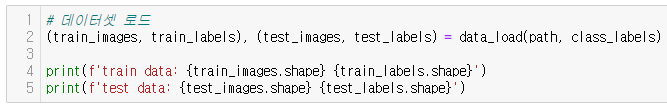 1 # 데이터셋 로드
2 (train_images, train_labels), (test_images, test_labels) = data_load(path, class_labels)
3
4 print(f'train data: {train_images.shape} {train_labels.shape}')
5 print(f'test data: {test_images.shape} {test_labels.shape}')